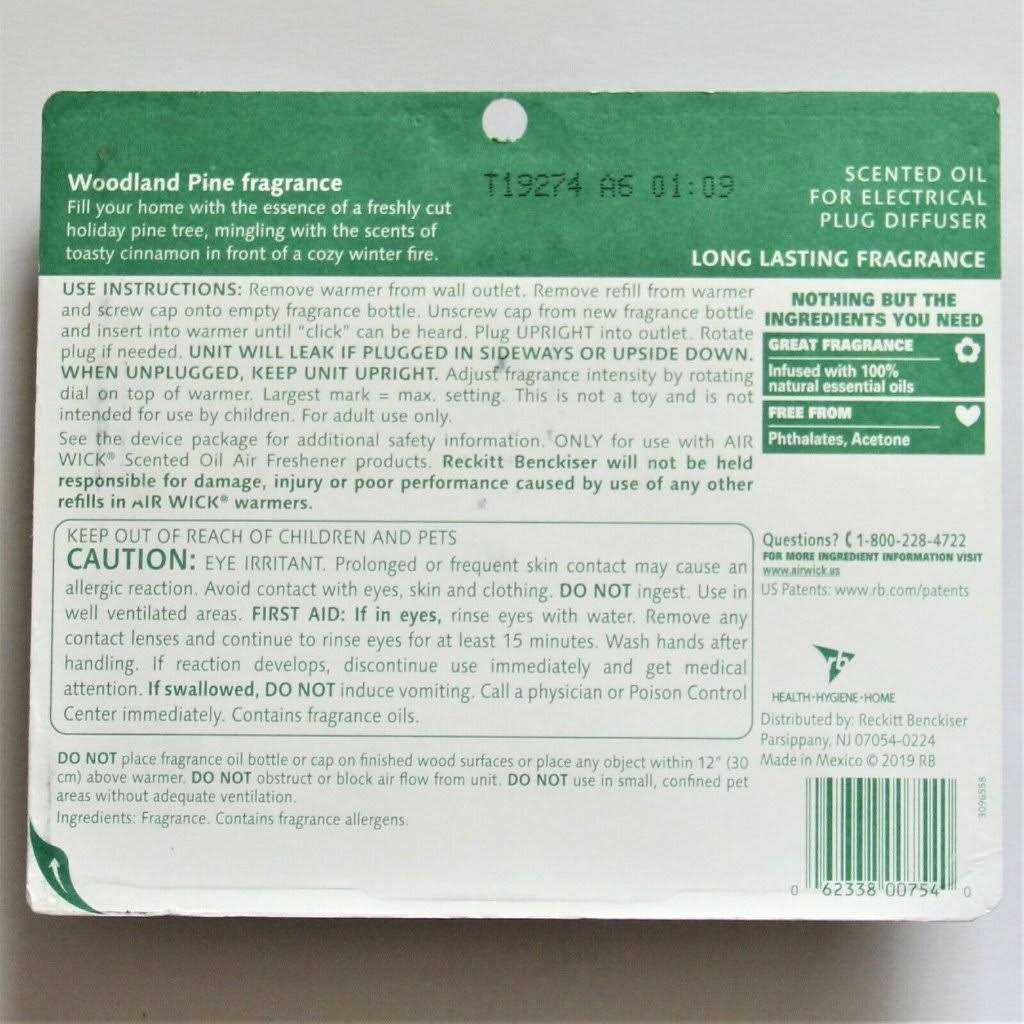 Woodland Pine fragrance
Fill your home with the essence of a freshly cut
holiday pine tree, mingling with the scents of
toasty cinnamon in front of a cozy winter fire.
T19274 A6 01:09
SCENTED OIL
FOR ELECTRICAL
PLUG DIFFUSER
LONG LASTING FRAGRANCE
USE INSTRUCTIONS: Remove warmer from wall outlet. Remove refill from warmer
and screw cap onto empty fragrance bottle. Unscrew cap from new fragrance bottle
and insert into warmer until “click” can be heard. Plug UPRIGHT into outlet. Rotate
plug if needed. UNIT WILL LEAK IF PLUGGED IN SIDEWAYS OR UPSIDE DOWN.
WHEN UNPLUGGED, KEEP UNIT UPRIGHT. Adjust fragrance intensity by rotating
dial on top of warmer. Largest mark = max. setting. This is not a toy and is not
intended for use by children. For adult use only.
See the device package for additional safety information. ONLY for use with AIR
WICK® Scented Oil Air Freshener products. Reckitt Benckiser will not be held
responsible for damage, injury or poor performance caused by use of any other
refills in AIR WICK® warmers.
KEEP OUT OF REACH OF CHILDREN AND PETS
CAUTION: EYE IRRITANT. Prolonged or frequent skin contact may cause an
allergic reaction. Avoid contact with eyes, skin and clothing. DO NOT ingest. Use in
well ventilated areas. FIRST AID: If in eyes, rinse eyes with water. Remove any
contact lenses and continue to rinse eyes for at least 15 minutes. Wash hands after
handling. If reaction develops, discontinue use immediately and get medical
attention. If swallowed, DO NOT induce vomiting. Call a physician or Poison Control
Center immediately. Contains fragrance oils.
DO NOT place fragrance oil bottle or cap on finished wood surfaces or place any object within 12" (30
cm) above warmer. DO NOT obstruct or block air flow from unit. DO NOT use in small, confined pet
areas without adequate ventilation.
Ingredients: Fragrance. Contains fragrance allergens.
NOTHING BUT THE
INGREDIENTS YOU NEED
GREAT FRAGRANCE
Infused with 100%
natural essential oils
FREE FROM
Phthalates, Acetone
Questions? 1-800-228-4722
FOR MORE INGREDIENT INFORMATION VISIT
www.airwick.us
US Patents: www.rb.com/patents
rb
HEALTH • HYGIENE • HOME
Distributed by: Reckitt Benckiser
Parsippany, NJ 07054-0224
Made in Mexico © 2019 RB
3096558
0 62338 00754 0